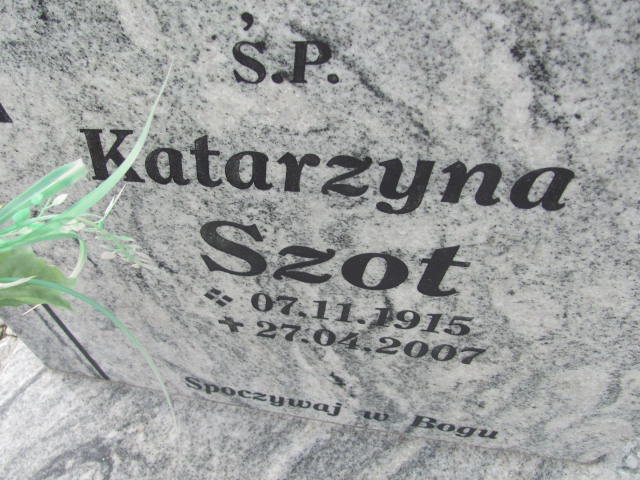 Ś.P.
Katarzyna
Szot
07.11.1915
27.04.2007
Spoczywaj w Bogu